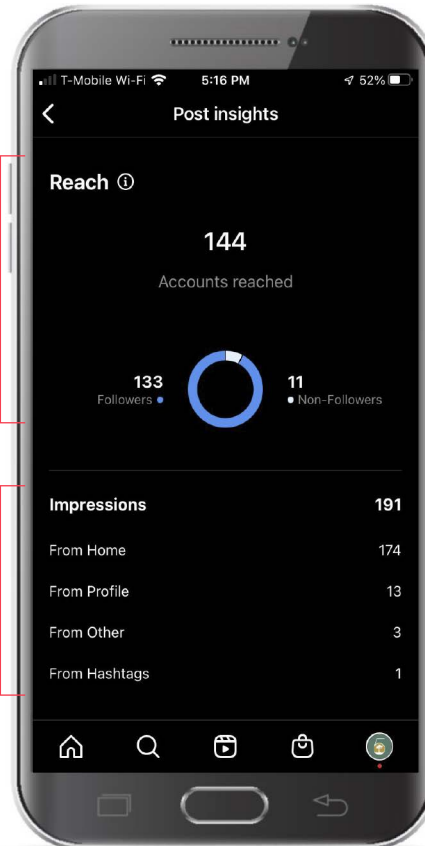 T-Mobile Wi-Fi 5:16 PM 52%
Post insights
Reach
144
Accounts reached
133 11
Followers Non-Followers
Impressions 191
From Home 174
From Profile 13
From Other 3
From Hashtags 1